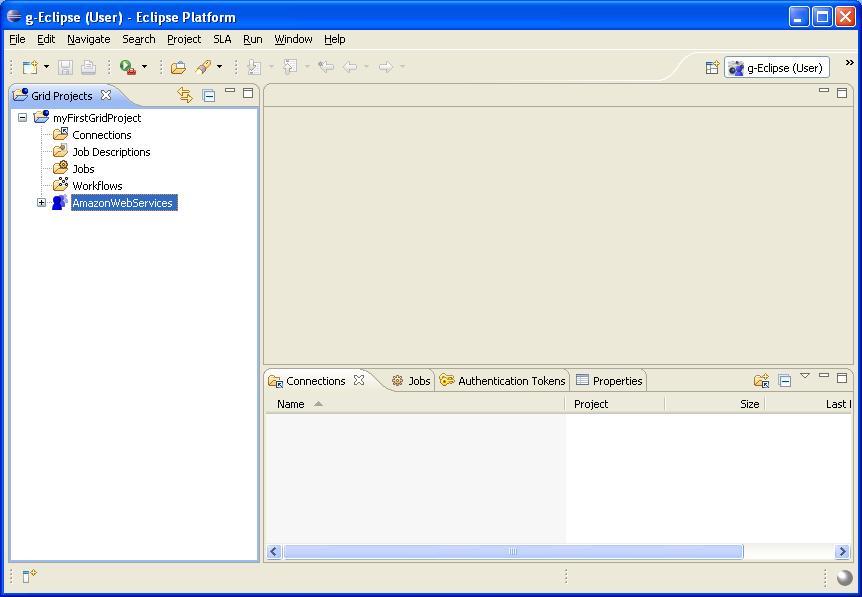 g-Eclipse (User) - Eclipse Platform
File Edit Navigate Search Project SLA Run Window Help
g-Eclipse (User) »
Grid Projects
myFirstGridProject
Connections
Job Descriptions
Jobs
Workflows
AmazonWebServices
Connections Jobs Authentication Tokens Properties
Name Project Size Last l